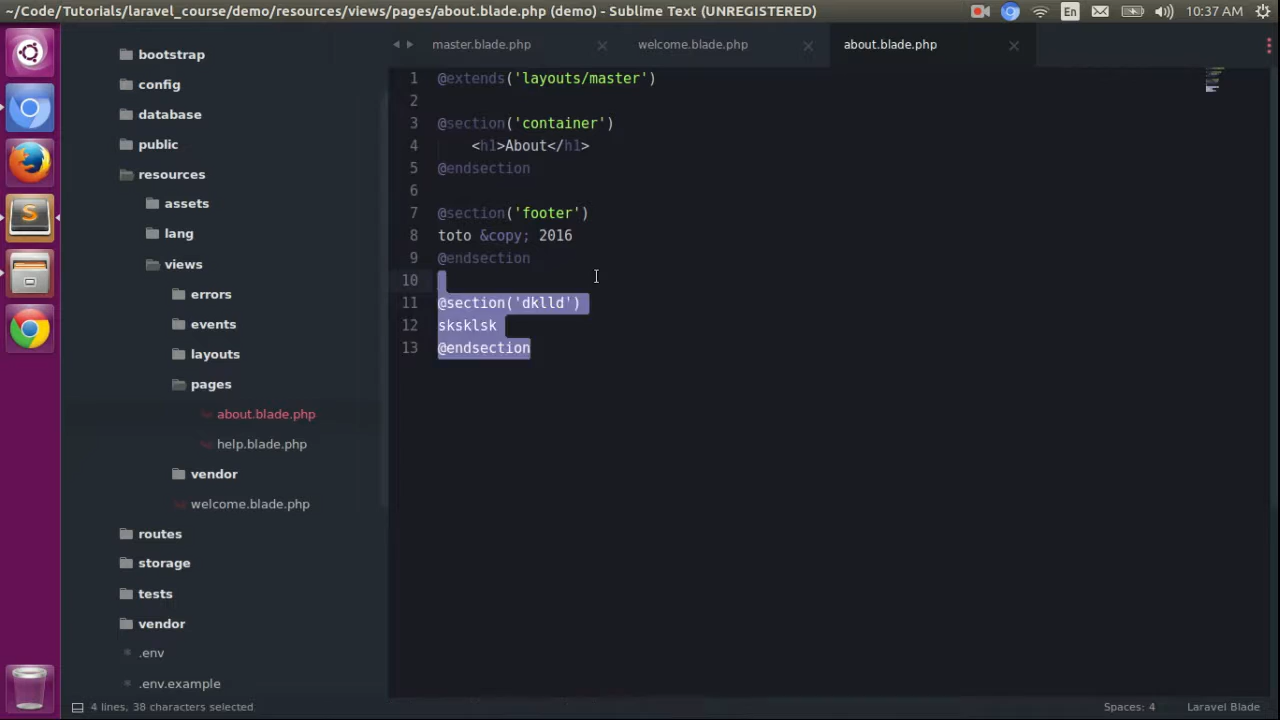 ~/Code/Tutorials/laravel_course/demo/resources/views/pages/about.blade.php (demo) - Sublime Text (UNREGISTERED)
En
10:37 AM
bootstrap
config
database
public
resources
assets
lang
views
errors
events
layouts
pages
about.blade.php
help.blade.php
vendor
welcome.blade.php
routes
storage
tests
vendor
.env
.env.example
master.blade.php
welcome.blade.php
about.blade.php
1 @extends('layouts/master')
2
3 @section('container')
4 <h1>About</h1>
5 @endsection
6
7 @section('footer')
8 toto &copy; 2016
9 @endsection
10
11 @section('dklld')
12 sksklsk
13 @endsection
4 lines, 38 characters selected
Spaces: 4
Laravel Blade